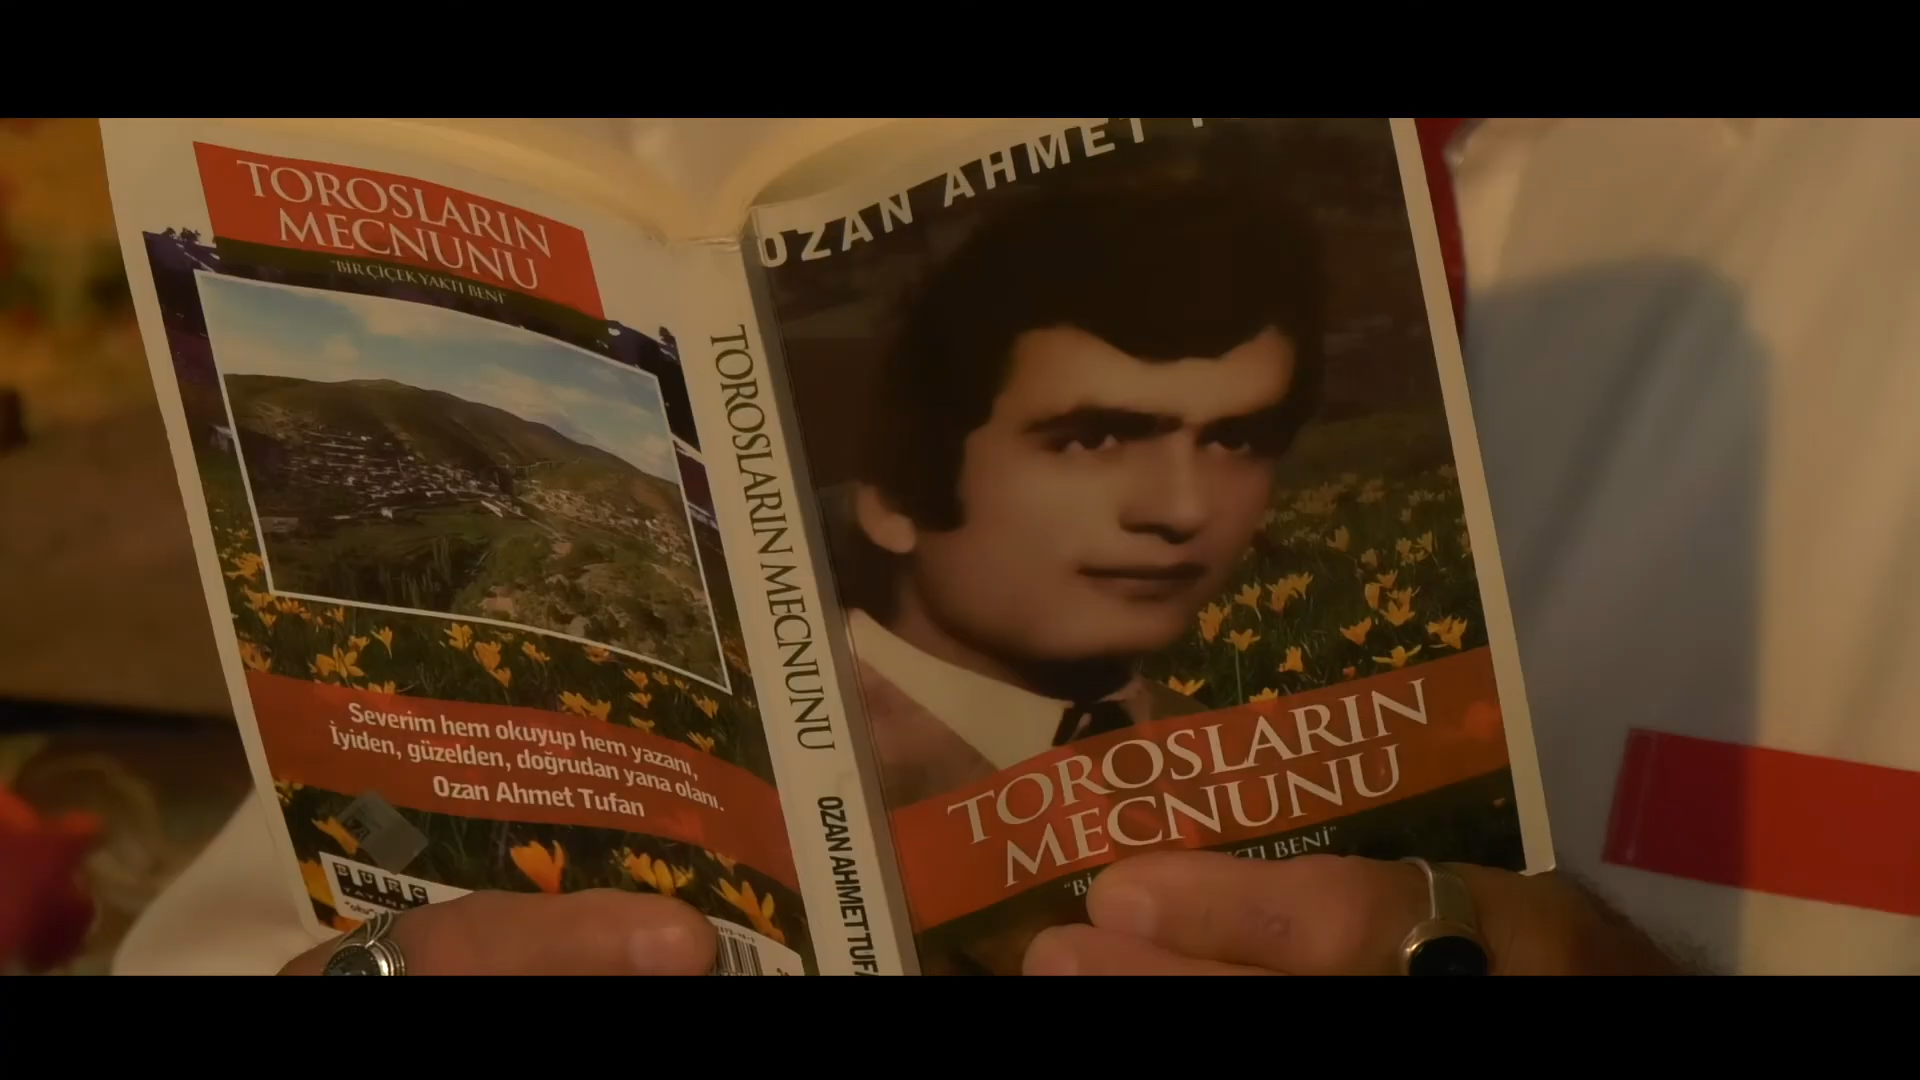 TOROSLARIN
MECNUNU
"BİR ÇİÇEK YAKTI BENİ"
Severim hem okuyup hem yazanı,
İyiden, güzelden, doğrudan yana olanı.
Ozan Ahmet Tufan
BURÇ
TOROSLARIN MECNUNU
OZAN AHMET TUFA
OZAN AHMET
TOROSLARIN
MECNUNU
YAKTI BENİ"